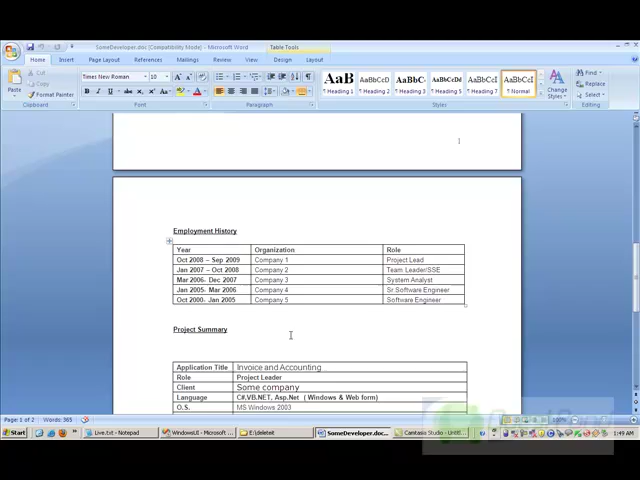 SomeDeveloper.doc [Compatibility Mode] - Microsoft Word
Table Tools
Home Insert Page Layout References Mailings Review View Design Layout
Paste
Cut
Copy
Format Painter
Clipboard
Times New Roman 10
Font
Paragraph
AaB AaBbCcD AaBbC AaBbCcDd AaBbCcI AaBbCcI
Heading 1 Heading 2 Heading 3 Heading 5 Heading 7 Normal
Change Styles
Styles
Find
Replace
Select
Editing
1
Employment History
Year Organization Role
Oct 2008 – Sep 2009 Company 1 Project Lead
Jan 2007 – Oct 2008 Company 2 Team Leader/SSE
Mar 2006- Dec 2007 Company 3 System Analyst
Jan 2005- Mar 2006 Company 4 Sr.Software Engineer
Oct 2000- Jan 2005 Company 5 Software Engineer
Project Summary
Application Title Invoice and Accounting
Role Project Leader
Client Some company
Language C#,VB.NET, Asp.Net ( Windows & Web form)
O.S. MS Windows 2003
Page: 1 of 2 Words: 365 100%
Start Live.txt - Notepad WindowsUI - Microsoft ... E:\deleteit SomeDeveloper.doc... Camtasia Studio - Untitl... 1:49 AM